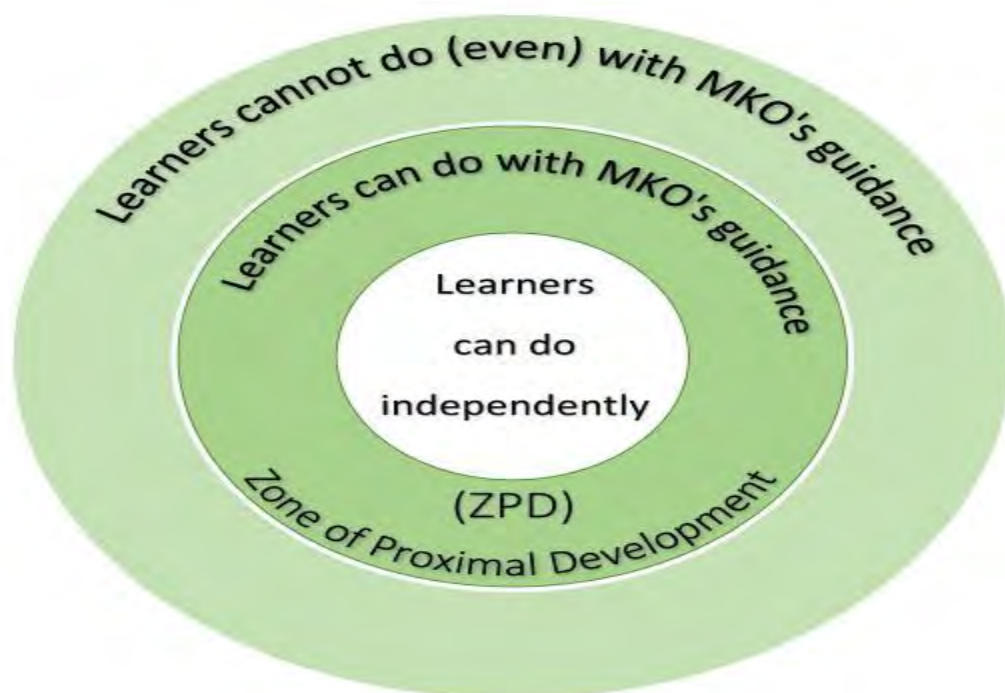 Learners cannot do (even) with MKO's guidance
Learners can do with MKO's guidance
Learners
can do
independently
(ZPD)
Zone of Proximal Development